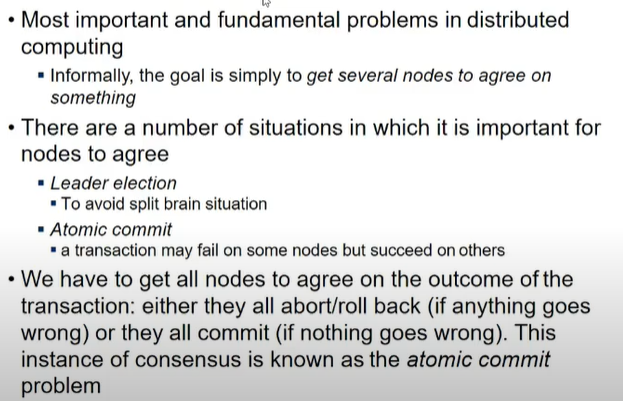 • Most important and fundamental problems in distributed
computing
▪ Informally, the goal is simply to get several nodes to agree on
something
• There are a number of situations in which it is important for
nodes to agree
▪ Leader election
▪ To avoid split brain situation
▪ Atomic commit
▪ a transaction may fail on some nodes but succeed on others
• We have to get all nodes to agree on the outcome of the
transaction: either they all abort/roll back (if anything goes
wrong) or they all commit (if nothing goes wrong). This
instance of consensus is known as the atomic commit
problem